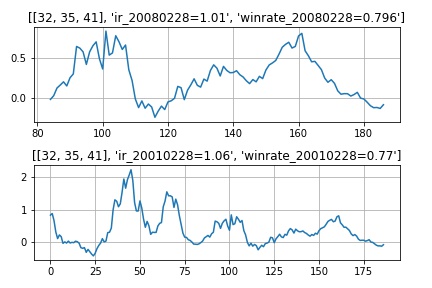 [[32, 35, 41], 'ir_20080228=1.01', 'winrate_20080228=0.796']
0.5
0.0
80 100 120 140 160 180
[[32, 35, 41], 'ir_20010228=1.06', 'winrate_20010228=0.77']
2
1
0
0 25 50 75 100 125 150 175